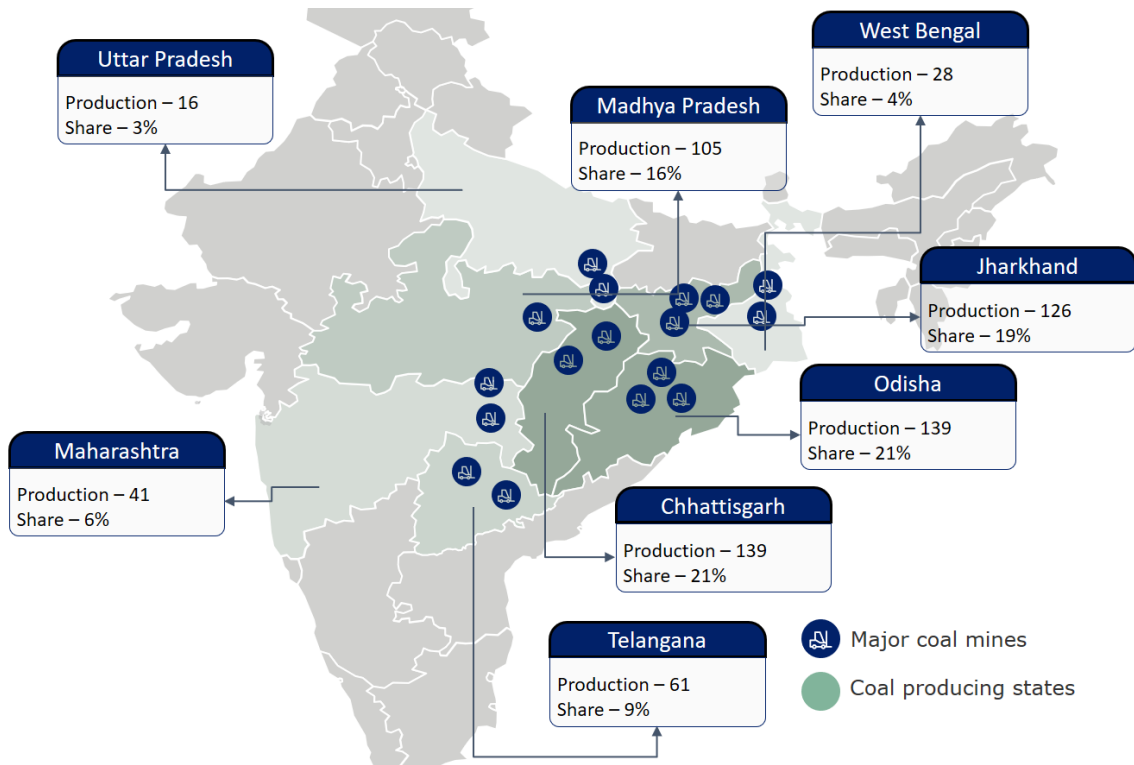 West Bengal
Production – 28
Share – 4%
Uttar Pradesh
Production – 16
Share – 3%
Madhya Pradesh
Production – 105
Share – 16%
Jharkhand
Production – 126
Share – 19%
Odisha
Production – 139
Share – 21%
Maharashtra
Production – 41
Share – 6%
Chhattisgarh
Production – 139
Share – 21%
Telangana
Production – 61
Share – 9%
Major coal mines
Coal producing states